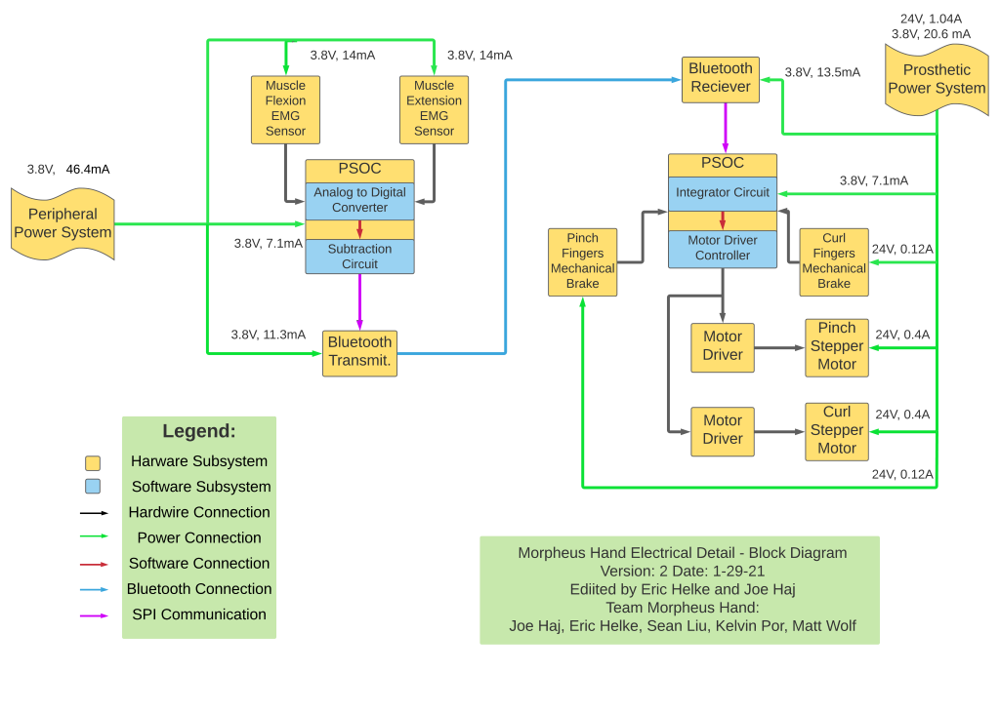 24V, 1.04A
3.8V, 20.6 mA
Prosthetic
Power System
3.8V, 14mA
3.8V, 14mA
Muscle
Flexion
EMG
Sensor
Muscle
Extension
EMG
Sensor
Bluetooth
Reciever
3.8V, 13.5mA
3.8V, 46.4mA
Peripheral
Power System
PSOC
Analog to Digital
Converter
Subtraction
Circuit
3.8V, 7.1mA
3.8V, 11.3mA
Bluetooth
Transmit.
PSOC
Integrator Circuit
Motor Driver
Controller
3.8V, 7.1mA
Pinch
Fingers
Mechanical
Brake
Curl
Fingers
Mechanical
Brake
24V, 0.12A
Motor
Driver
Pinch
Stepper
Motor
24V, 0.4A
Motor
Driver
Curl
Stepper
Motor
24V, 0.4A
24V, 0.12A
Legend:
Harware Subsystem
Software Subsystem
Hardwire Connection
Power Connection
Software Connection
Bluetooth Connection
SPI Communication
Morpheus Hand Electrical Detail - Block Diagram
Version: 2 Date: 1-29-21
Ediited by Eric Helke and Joe Haj
Team Morpheus Hand:
Joe Haj, Eric Helke, Sean Liu, Kelvin Por, Matt Wolf